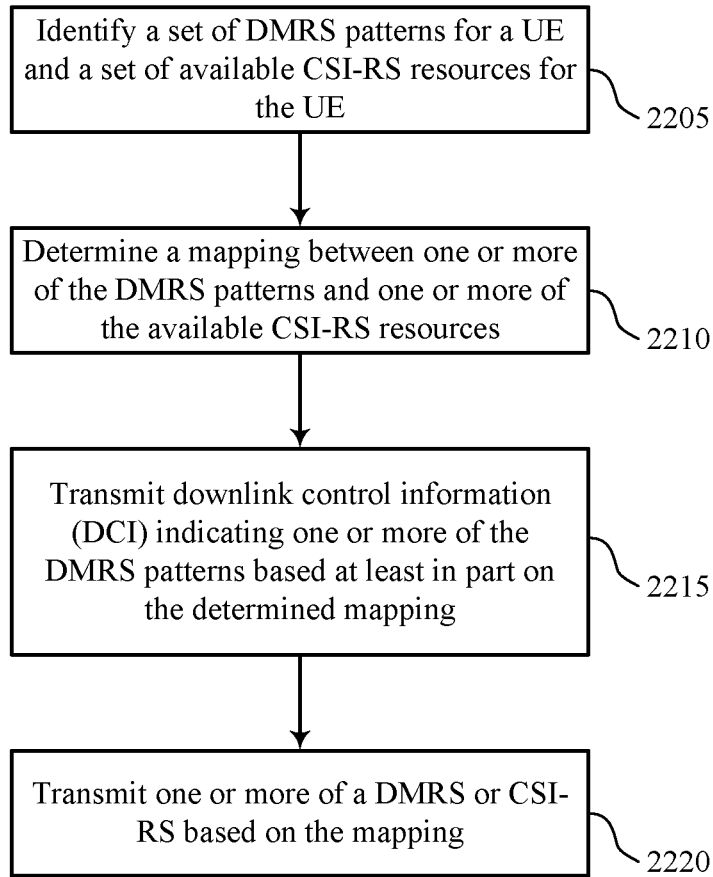 Identify a set of DMRS patterns for a UE
and a set of available CSI-RS resources for
the UE
2205
Determine a mapping between one or more
of the DMRS patterns and one or more of
the available CSI-RS resources
2210
Transmit downlink control information
(DCI) indicating one or more of the
DMRS patterns based at least in part on
the determined mapping
2215
Transmit one or more of a DMRS or CSI-
RS based on the mapping
2220